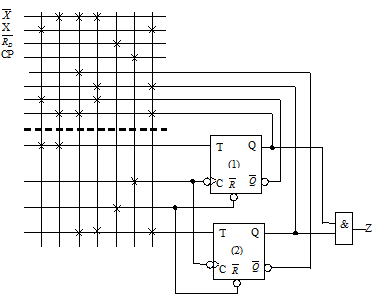 X̅
X
R̅D̅
CP
T Q
(1)
C R̅ Q̅
&
Z
T Q
(2)
C R̅ Q̅